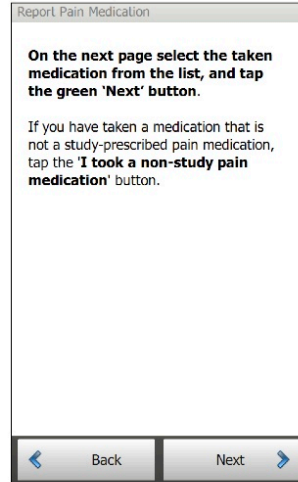 Report Pain Medication
On the next page select the taken
medication from the list, and tap
the green ‘Next’ button.
If you have taken a medication that is
not a study-prescribed pain medication,
tap the 'I took a non-study pain
medication' button.
Back
Next